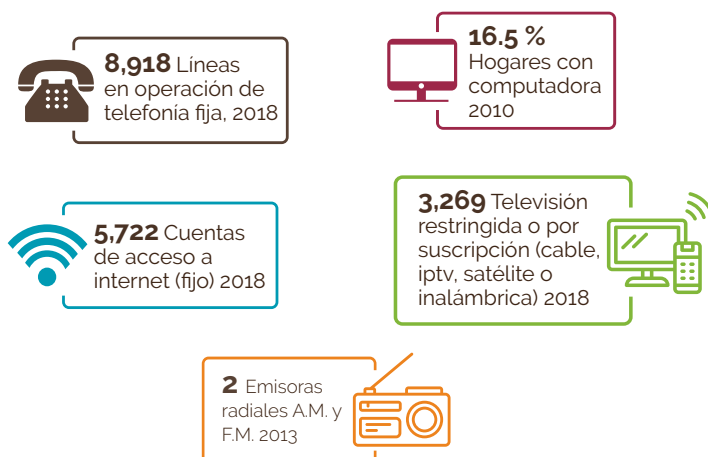 8,918 Líneas
en operación de
telefonía fija, 2018
16.5 %
Hogares con
computadora
2010
5,722 Cuentas
de acceso a
internet (fijo) 2018
3,269 Televisión
restringida o por
suscripción (cable,
iptv, satélite o
inalámbrica) 2018
2 Emisoras
radiales A.M. y
F.M. 2013